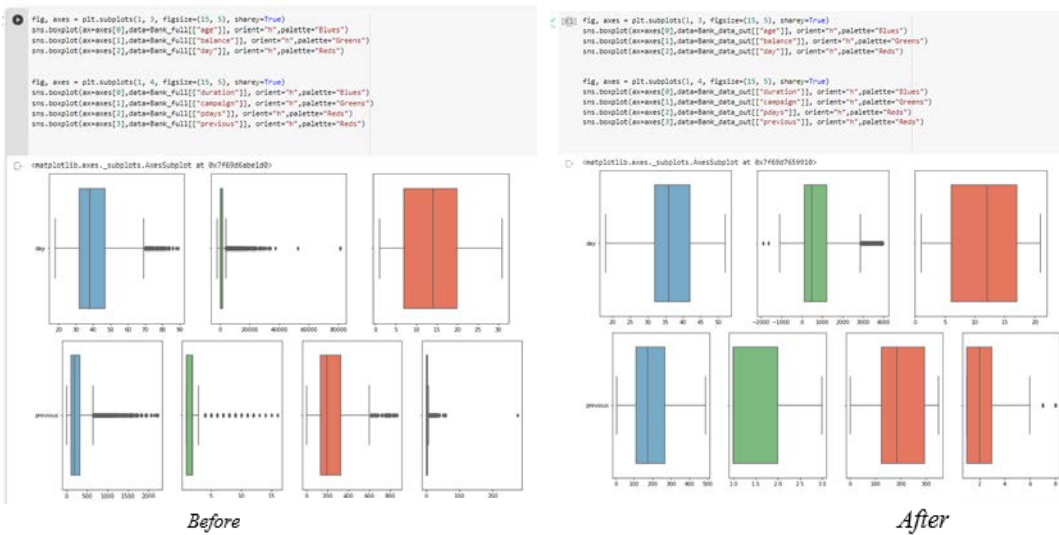 fig, axes = plt.subplots(1, 3, figsize=(15, 5), sharey=True)
sns.boxplot(ax=axes[0],data=Bank_full[["age"]], orient="h",palette="Blues")
sns.boxplot(ax=axes[1],data=Bank_full[["balance"]], orient="h",palette="Greens")
sns.boxplot(ax=axes[2],data=Bank_full[["day"]], orient="h",palette="Reds")
fig, axes = plt.subplots(1, 4, figsize=(15, 5), sharey=True)
sns.boxplot(ax=axes[0],data=Bank_full[["duration"]], orient="h",palette="Blues")
sns.boxplot(ax=axes[1],data=Bank_full[["campaign"]], orient="h",palette="Greens")
sns.boxplot(ax=axes[2],data=Bank_full[["pdays"]], orient="h",palette="Reds")
sns.boxplot(ax=axes[3],data=Bank_full[["previous"]], orient="h",palette="Reds")
<matplotlib.axes._subplots.AxesSubplot at 0x7f69d6abe1d0>
day
20 30 40 50 60 70 80 90
0 20000 40000 60000 80000
0 5 10 15 20 25 30
previous
0 500 1000 1500 2000
5 10 15
0 200 400 600 800
0 100 200
Before
fig, axes = plt.subplots(1, 3, figsize=(15, 5), sharey=True)
sns.boxplot(ax=axes[0],data=Bank_data_out[["age"]], orient="h",palette="Blues")
sns.boxplot(ax=axes[1],data=Bank_data_out[["balance"]], orient="h",palette="Greens")
sns.boxplot(ax=axes[2],data=Bank_data_out[["day"]], orient="h",palette="Reds")
fig, axes = plt.subplots(1, 4, figsize=(15, 5), sharey=True)
sns.boxplot(ax=axes[0],data=Bank_data_out[["duration"]], orient="h",palette="Blues")
sns.boxplot(ax=axes[1],data=Bank_data_out[["campaign"]], orient="h",palette="Greens")
sns.boxplot(ax=axes[2],data=Bank_data_out[["pdays"]], orient="h",palette="Reds")
sns.boxplot(ax=axes[3],data=Bank_data_out[["previous"]], orient="h",palette="Reds")
<matplotlib.axes._subplots.AxesSubplot at 0x7f69d7659910>
day
20 30 40 50
−2000 −1000 0 1000 2000 3000 4000
0 5 10 15 20
previous
0 100 200 300 400 500
1.0 1.5 2.0 2.5 3.0
0 100 200 300
2 4 6 8
After